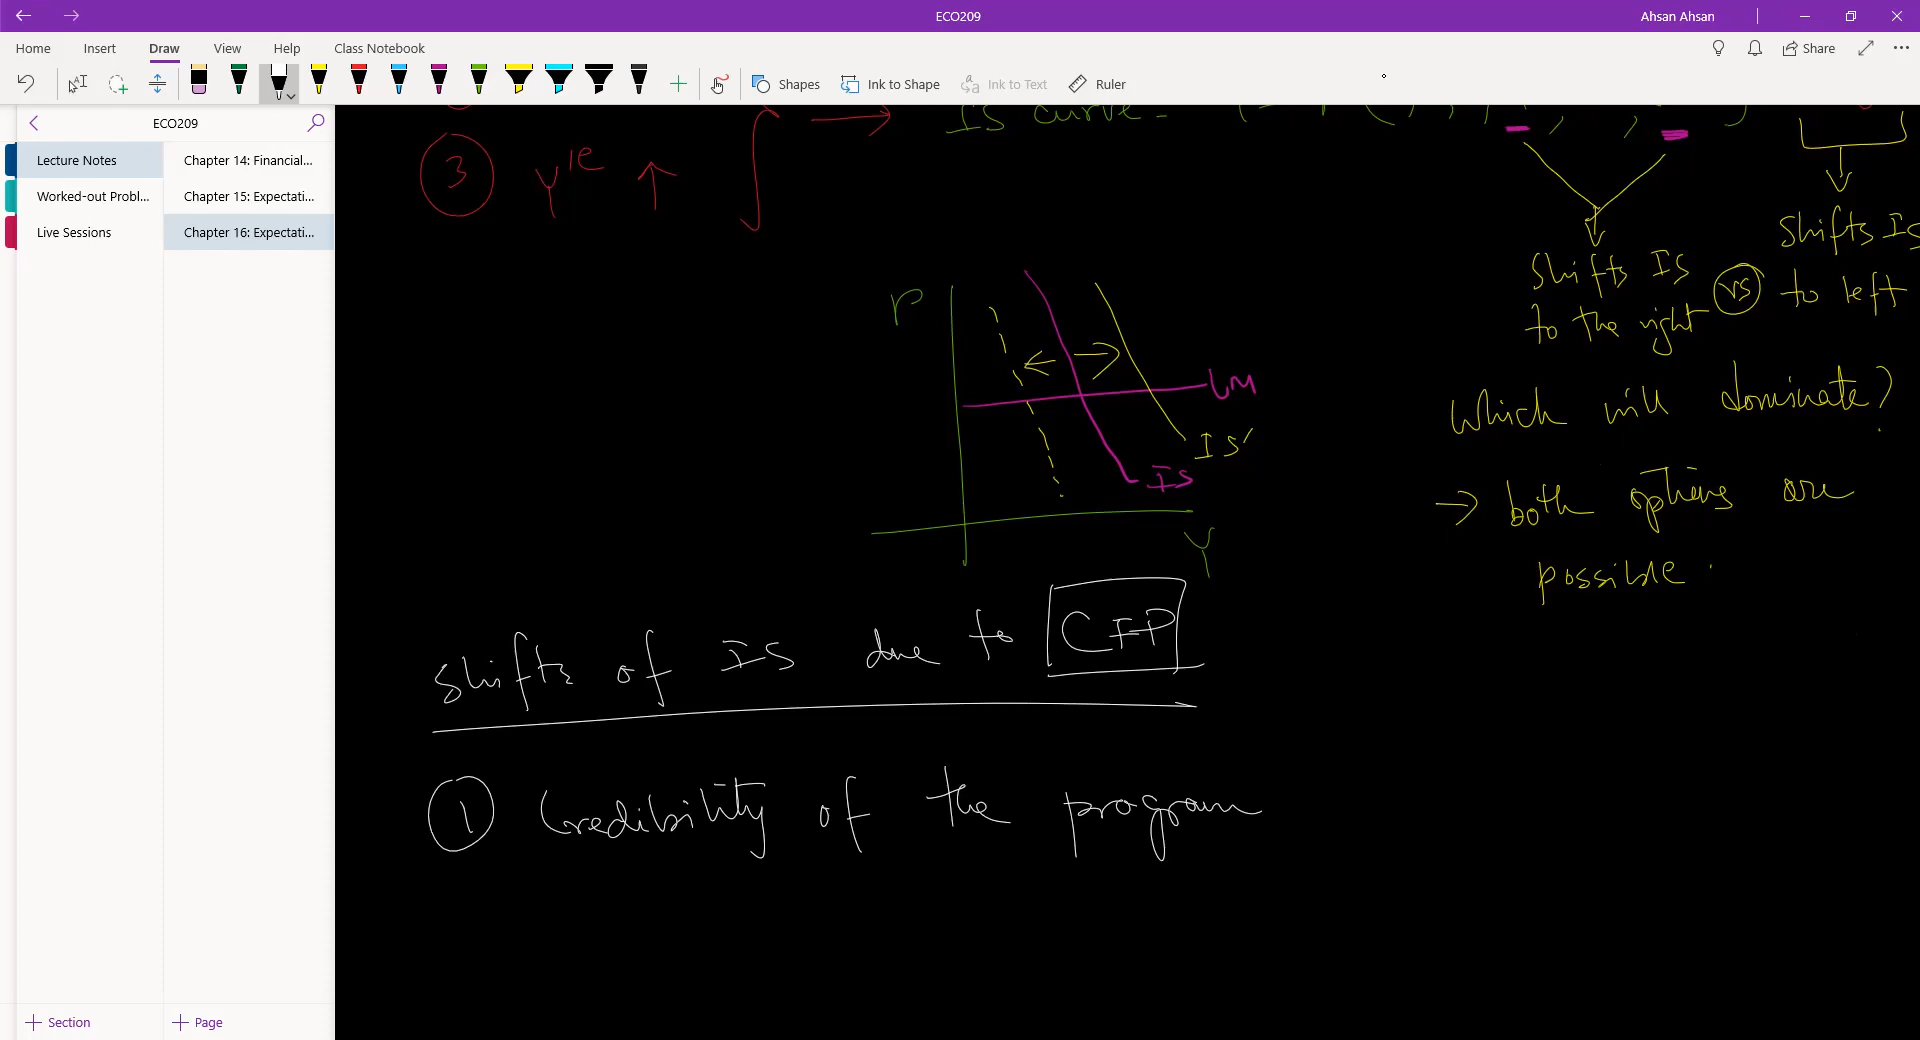 ECO209
Ahsan Ahsan
Home Insert Draw View Help Class Notebook
Share
Shapes Ink to Shape Ink to Text Ruler
ECO209
Lecture Notes
Worked-out Probl...
Live Sessions
Chapter 14: Financial...
Chapter 15: Expectati...
Chapter 16: Expectati...
Section
Page
IS curve
3 Y'e ↑
Shifts IS
to the right
vs
Shifts IS
to left
Which will dominate?
→ both options are
possible.
r
LM
IS'
IS
Y
Shifts of IS due to CFP
1 Credibility of the program